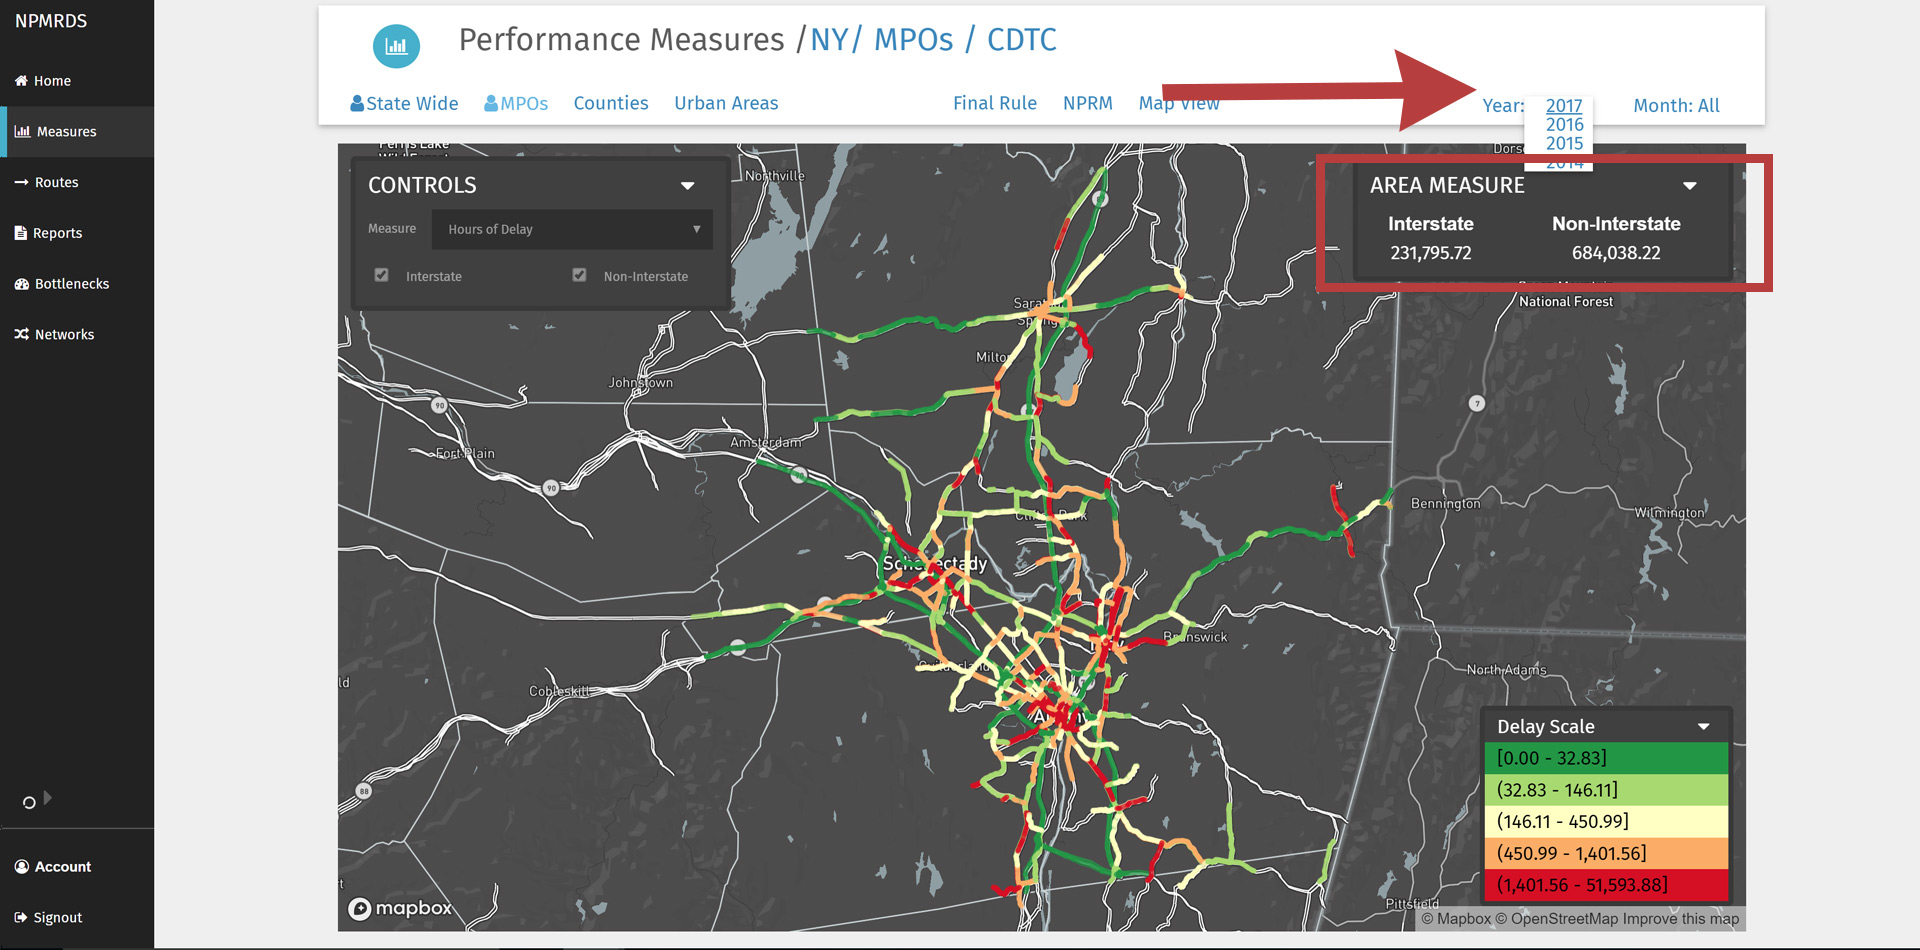 NPMRDS
Home
Measures
Routes
Reports
Bottlenecks
Networks
Account
Signout
Performance Measures / NY/ MPOs / CDTC
State Wide MPOs Counties Urban Areas Final Rule NPRM Map View Year: Month: All
2017
2016
2015
2014
CONTROLS
Measure Hours of Delay
Interstate Non-Interstate
AREA MEASURE
Interstate Non-Interstate
231,795.72 684,038.22
Northville
National Forest
Milton
Johnstown
90
7
Amsterdam
Fort Plain
90
Bennington
Wilmington
Clifton Park
Schenectady
Brunswick
Guilderland
North Adams
ld
Cobleskill
Albany
88
Pittsfield
Delay Scale
[0.00 - 32.83]
(32.83 - 146.11]
(146.11 - 450.99]
(450.99 - 1,401.56]
(1,401.56 - 51,593.88]
mapbox
© Mapbox © OpenStreetMap Improve this map